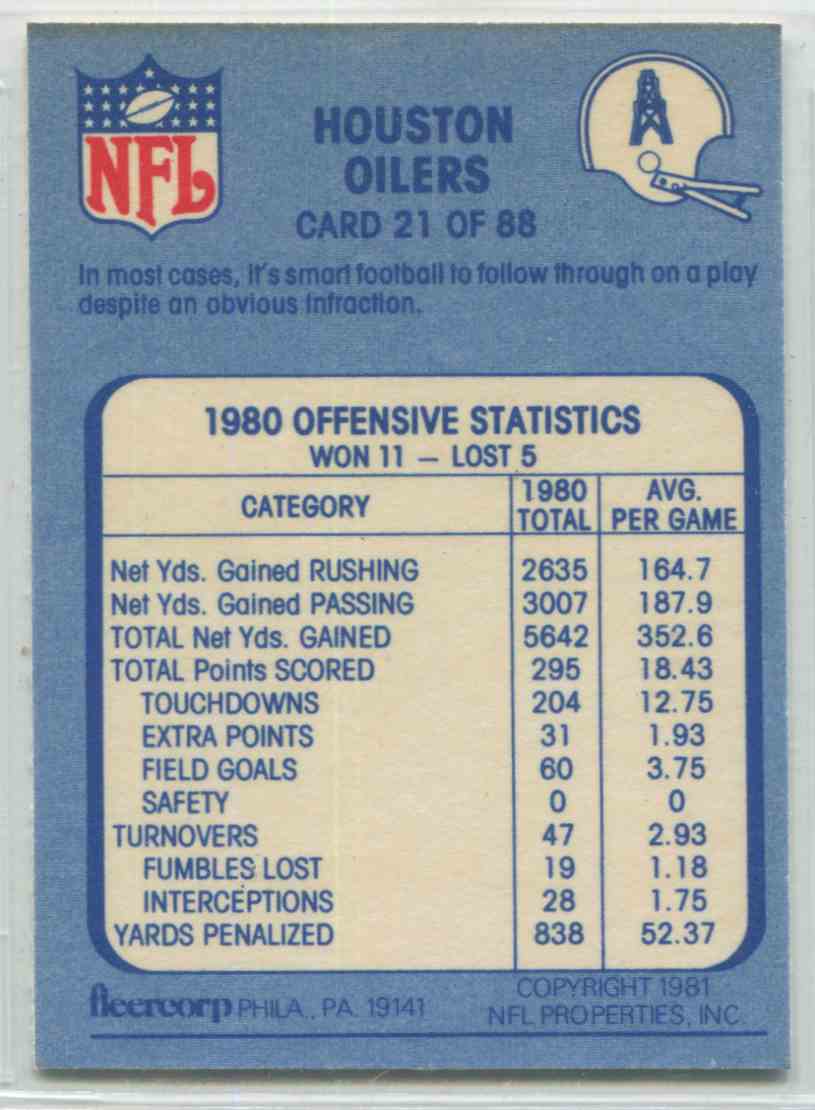 NFL
HOUSTON
OILERS
CARD 21 OF 88
In most cases, it's smart football to follow through on a play
despite an obvious infraction.
1980 OFFENSIVE STATISTICS
WON 11 — LOST 5
CATEGORY 1980 TOTAL AVG. PER GAME
Net Yds. Gained RUSHING 2635 164.7
Net Yds. Gained PASSING 3007 187.9
TOTAL Net Yds. GAINED 5642 352.6
TOTAL Points SCORED 295 18.43
TOUCHDOWNS 204 12.75
EXTRA POINTS 31 1.93
FIELD GOALS 60 3.75
SAFETY 0 0
TURNOVERS 47 2.93
FUMBLES LOST 19 1.18
INTERCEPTIONS 28 1.75
YARDS PENALIZED 838 52.37
fleercorp PHILA., PA. 19141
COPYRIGHT 1981
NFL PROPERTIES, INC.